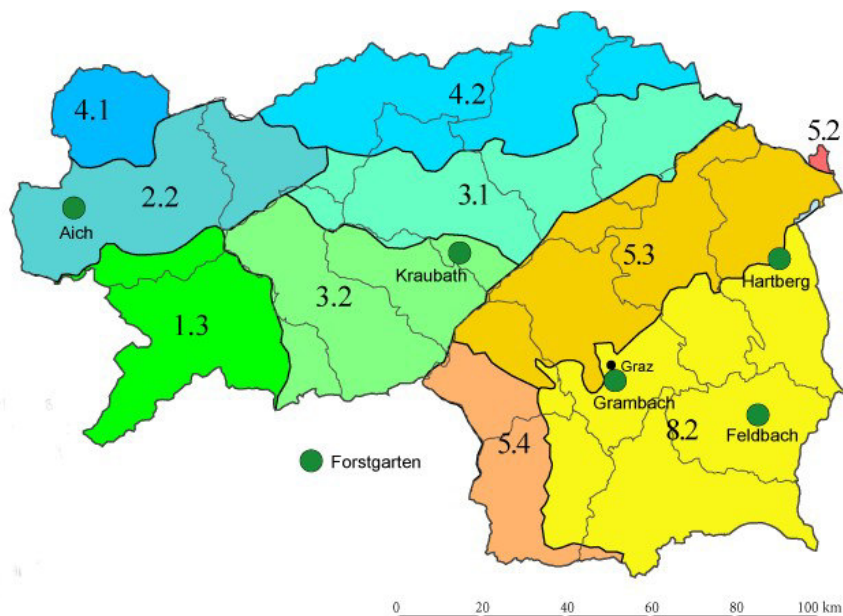 4.1
4.2
5.2
2.2
3.1
Aich
5.3
Kraubath
Hartberg
3.2
1.3
Graz
Grambach
8.2
Feldbach
5.4
Forstgarten
0 20 40 60 80 100 km